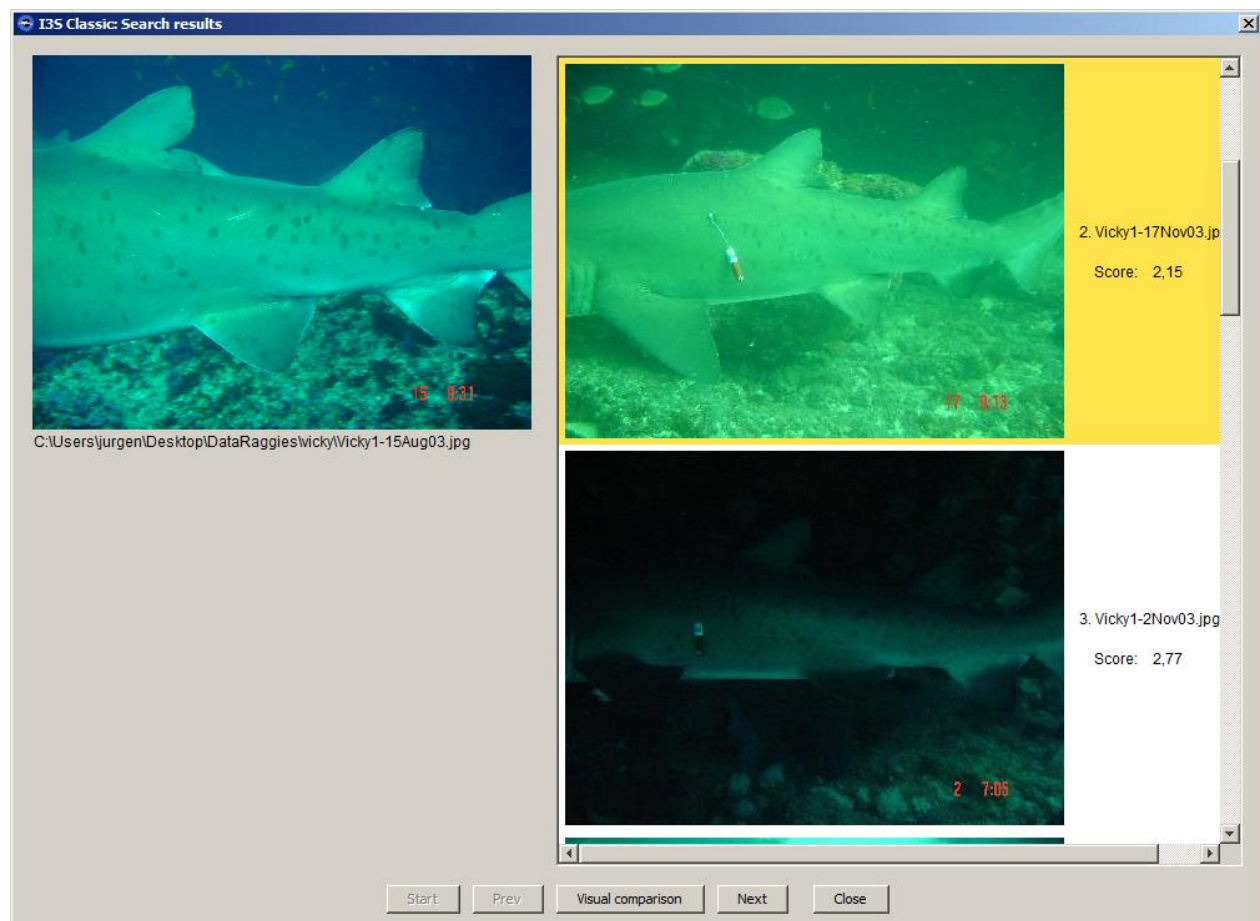 I3S Classic: Search results
15 9:31
C:\Users\jurgen\Desktop\DataRaggies\vicky\Vicky1-15Aug03.jpg
17 9:13
2. Vicky1-17Nov03.jp
Score: 2,15
2 7:05
3. Vicky1-2Nov03.jpg
Score: 2,77
Start Prev Visual comparison Next Close